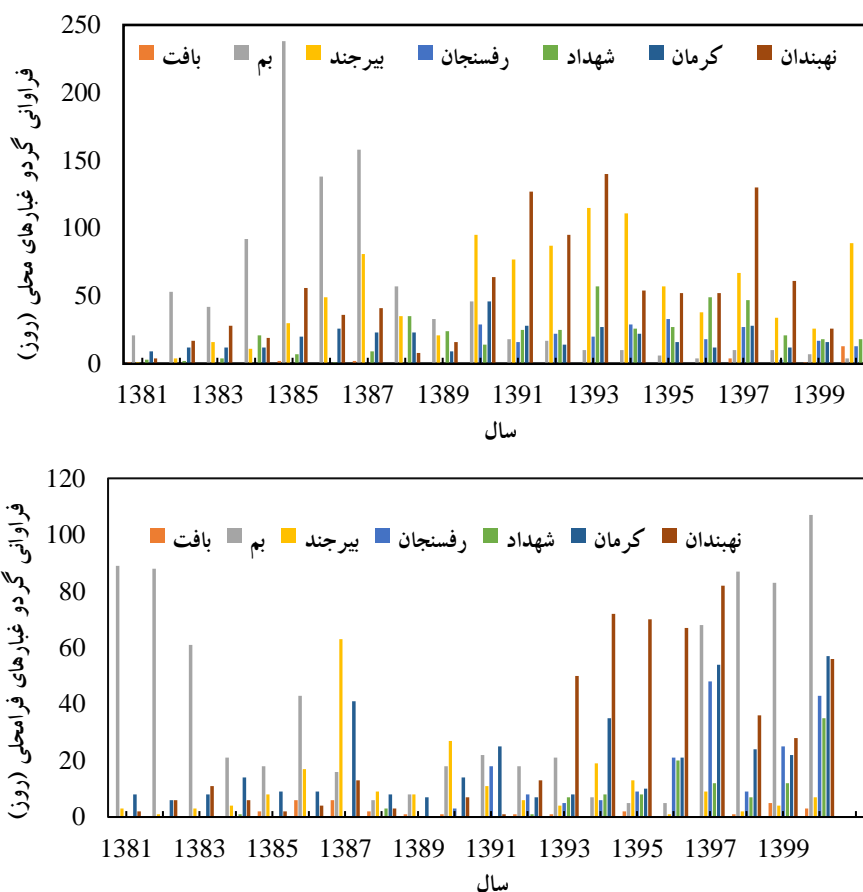 فراوانی گردو غبارهای محلی (روز)
250
200
150
100
50
0
بافت بم بیرجند رفسنجان شهداد کرمان نهبندان
1381 1383 1385 1387 1389 1391 1393 1395 1397 1399
سال
فراوانی گردو غبارهای فرامحلی (روز)
120
100
80
60
40
20
0
بافت بم بیرجند رفسنجان شهداد کرمان نهبندان
1381 1383 1385 1387 1389 1391 1393 1395 1397 1399
سال